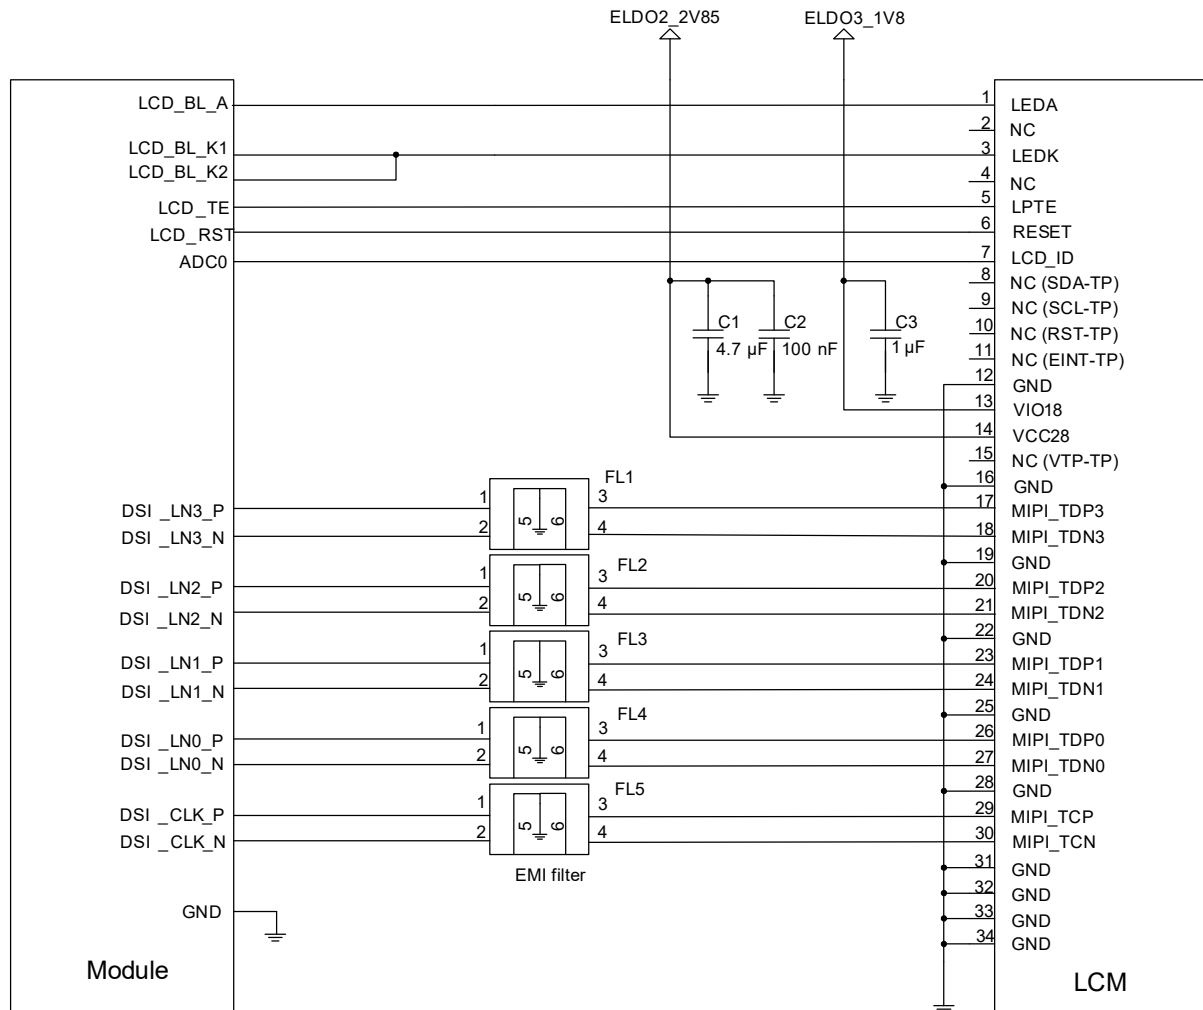 ELDO2_2V85
ELDO3_1V8
LCD_BL_A
LCD_BL_K1
LCD_BL_K2
LCD_TE
LCD_RST
ADC0
1 LEDA
2 NC
3 LEDK
4 NC
5 LPTE
6 RESET
7 LCD_ID
8 NC (SDA-TP)
9 NC (SCL-TP)
10 NC (RST-TP)
11 NC (EINT-TP)
12 GND
13 VIO18
14 VCC28
15 NC (VTP-TP)
16 GND
17 MIPI_TDP3
18 MIPI_TDN3
19 GND
20 MIPI_TDP2
21 MIPI_TDN2
22 GND
23 MIPI_TDP1
24 MIPI_TDN1
25 GND
26 MIPI_TDP0
27 MIPI_TDN0
28 GND
29 MIPI_TCP
30 MIPI_TCN
31 GND
32 GND
33 GND
34 GND
C1
4.7 µF
C2
100 nF
C3
1 µF
FL1
DSI _LN3_P 1 3
DSI _LN3_N 2 4
5 6
FL2
DSI _LN2_P 1 3
DSI _LN2_N 2 4
5 6
FL3
DSI _LN1_P 1 3
DSI _LN1_N 2 4
5 6
FL4
DSI _LN0_P 1 3
DSI _LN0_N 2 4
5 6
FL5
DSI _CLK_P 1 3
DSI _CLK_N 2 4
5 6
EMI filter
GND
Module
LCM